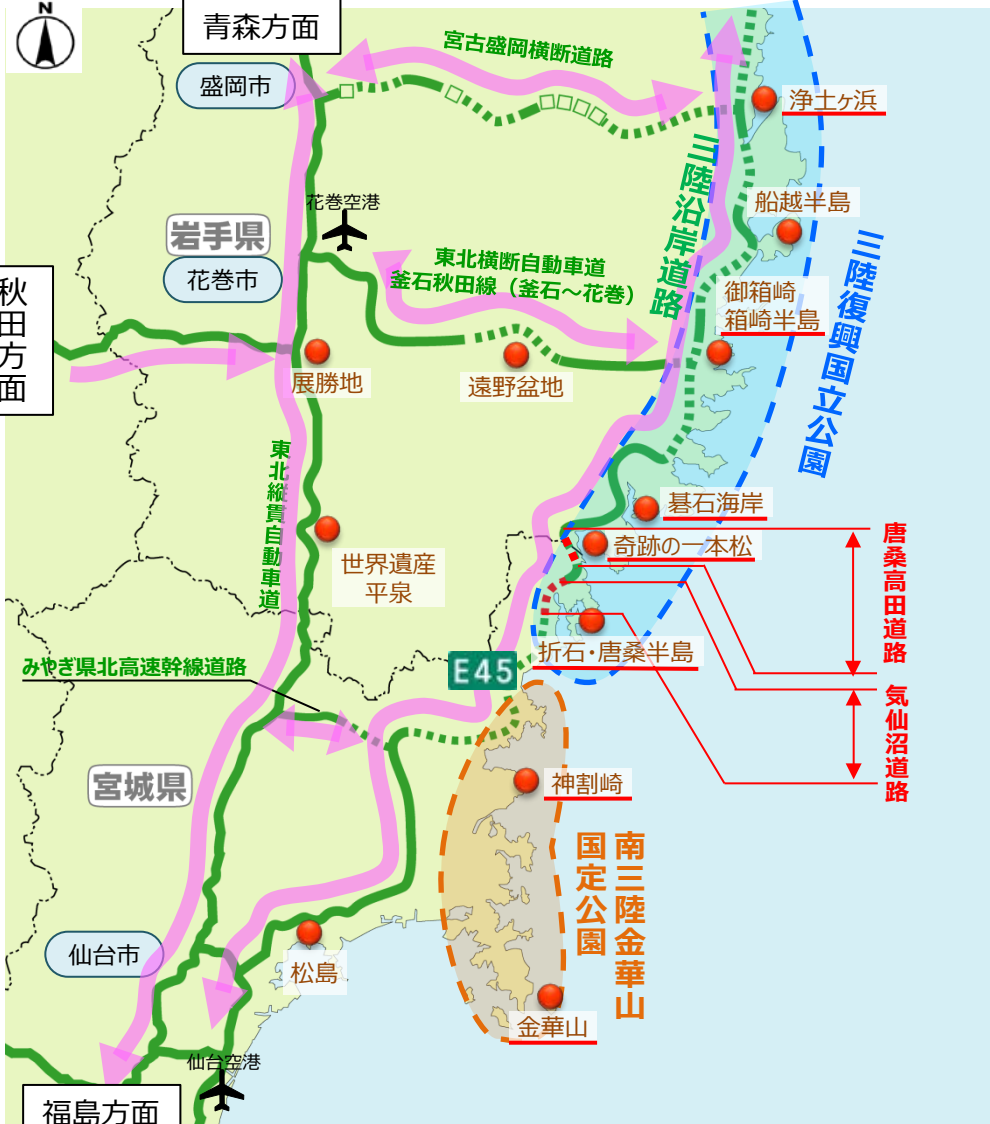 N
青森方面
宮古盛岡横断道路
盛岡市
浄土ヶ浜
三陸沿岸道路
花巻空港
船越半島
岩手県
花巻市
東北横断自動車道
釜石秋田線（釜石～花巻）
三陸復興国立公園
秋田方面
御箱崎
箱崎半島
展勝地
遠野盆地
東北縦貫自動車道
碁石海岸
奇跡の一本松
唐桑高田道路
世界遺産
平泉
折石・唐桑半島
E45
みやぎ県北高速幹線道路
気仙沼道路
宮城県
神割崎
南三陸金華山
国定公園
仙台市
松島
金華山
仙台空港
福島方面